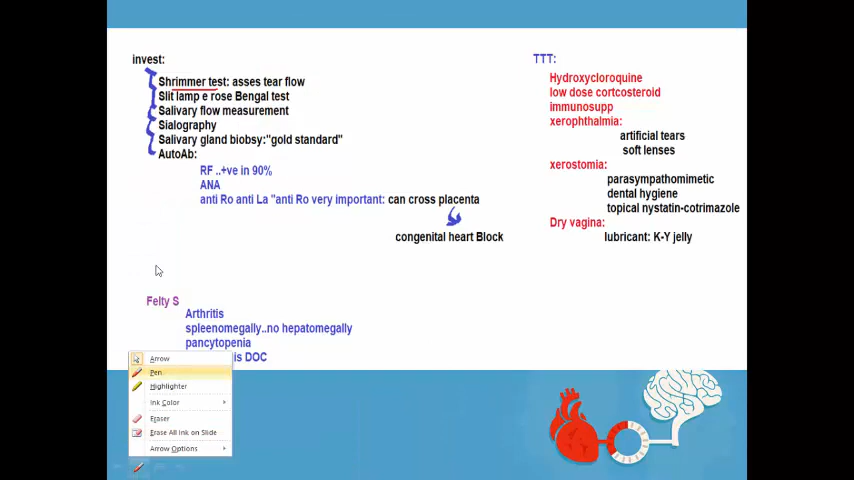 invest:
Shrimmer test: asses tear flow
Slit lamp e rose Bengal test
Salivary flow measurement
Sialography
Salivary gland biobsy:"gold standard"
AutoAb:
RF ..+ve in 90%
ANA
anti Ro anti La "anti Ro very important: can cross placenta
congenital heart Block
Felty S
Arthritis
spleenomegally..no hepatomegally
pancytopenia
is DOC
TTT:
Hydroxycloroquine
low dose cortcosteroid
immunosupp
xerophthalmia:
artificial tears
soft lenses
xerostomia:
parasympathomimetic
dental hygiene
topical nystatin-cotrimazole
Dry vagina:
lubricant: K-Y jelly
Arrow
Pen
Highlighter
Ink Color
Eraser
Erase All Ink on Slide
Arrow Options